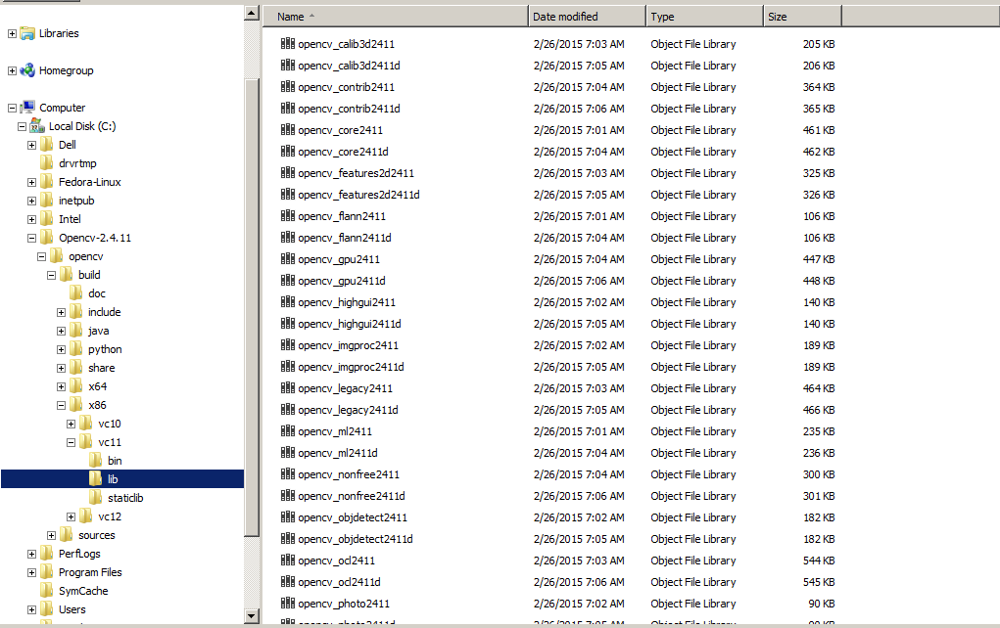 Libraries
Homegroup
Computer
Local Disk (C:)
Dell
drvrtmp
Fedora-Linux
inetpub
Intel
Opencv-2.4.11
opencv
build
doc
include
java
python
share
x64
x86
vc10
vc11
bin
lib
staticlib
vc12
sources
PerfLogs
Program Files
SymCache
Users
Name Date modified Type Size
opencv_calib3d2411 2/26/2015 7:03 AM Object File Library 205 KB
opencv_calib3d2411d 2/26/2015 7:05 AM Object File Library 206 KB
opencv_contrib2411 2/26/2015 7:04 AM Object File Library 364 KB
opencv_contrib2411d 2/26/2015 7:06 AM Object File Library 365 KB
opencv_core2411 2/26/2015 7:01 AM Object File Library 461 KB
opencv_core2411d 2/26/2015 7:04 AM Object File Library 462 KB
opencv_features2d2411 2/26/2015 7:03 AM Object File Library 325 KB
opencv_features2d2411d 2/26/2015 7:05 AM Object File Library 326 KB
opencv_flann2411 2/26/2015 7:01 AM Object File Library 106 KB
opencv_flann2411d 2/26/2015 7:04 AM Object File Library 106 KB
opencv_gpu2411 2/26/2015 7:04 AM Object File Library 447 KB
opencv_gpu2411d 2/26/2015 7:06 AM Object File Library 448 KB
opencv_highgui2411 2/26/2015 7:02 AM Object File Library 140 KB
opencv_highgui2411d 2/26/2015 7:05 AM Object File Library 140 KB
opencv_imgproc2411 2/26/2015 7:02 AM Object File Library 189 KB
opencv_imgproc2411d 2/26/2015 7:05 AM Object File Library 189 KB
opencv_legacy2411 2/26/2015 7:03 AM Object File Library 464 KB
opencv_legacy2411d 2/26/2015 7:05 AM Object File Library 466 KB
opencv_ml2411 2/26/2015 7:01 AM Object File Library 235 KB
opencv_ml2411d 2/26/2015 7:04 AM Object File Library 236 KB
opencv_nonfree2411 2/26/2015 7:04 AM Object File Library 300 KB
opencv_nonfree2411d 2/26/2015 7:06 AM Object File Library 301 KB
opencv_objdetect2411 2/26/2015 7:02 AM Object File Library 182 KB
opencv_objdetect2411d 2/26/2015 7:05 AM Object File Library 182 KB
opencv_ocl2411 2/26/2015 7:03 AM Object File Library 544 KB
opencv_ocl2411d 2/26/2015 7:06 AM Object File Library 545 KB
opencv_photo2411 2/26/2015 7:02 AM Object File Library 90 KB